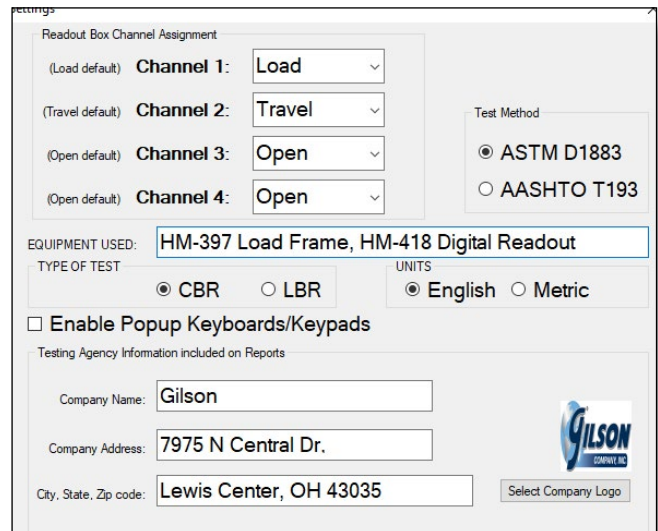 Settings
Readout Box Channel Assignment
(Load default) Channel 1: Load
(Travel default) Channel 2: Travel
(Open default) Channel 3: Open
(Open default) Channel 4: Open
Test Method
ASTM D1883
AASHTO T193
EQUIPMENT USED: HM-397 Load Frame, HM-418 Digital Readout
TYPE OF TEST
CBR LBR
UNITS
English Metric
Enable Popup Keyboards/Keypads
Testing Agency Information included on Reports
Company Name: Gilson
Company Address: 7975 N Central Dr,
City, State, Zip code: Lewis Center, OH 43035
GILSON
COMPANY, INC
Select Company Logo